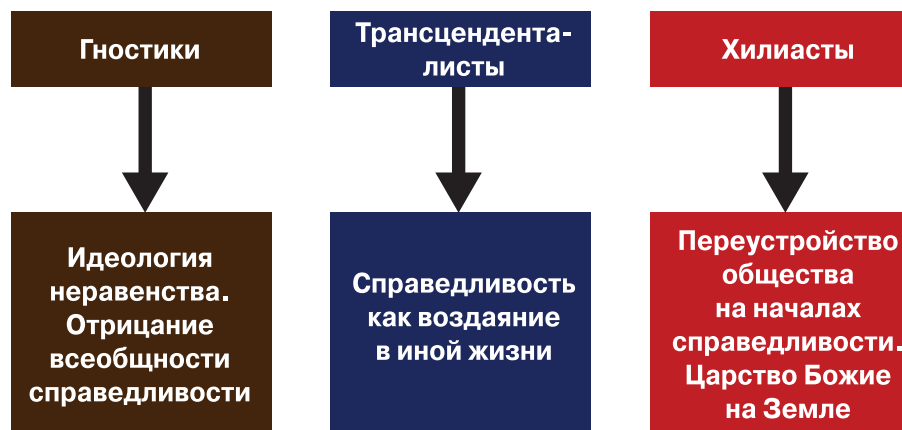 Гностики
Трансцендента-
листы
Хилиасты
Идеология
неравенства.
Отрицание
всеобщности
справедливости
Справедливость
как воздаяние
в иной жизни
Переустройство
общества
на началах
справедливости.
Царство Божие
на Земле